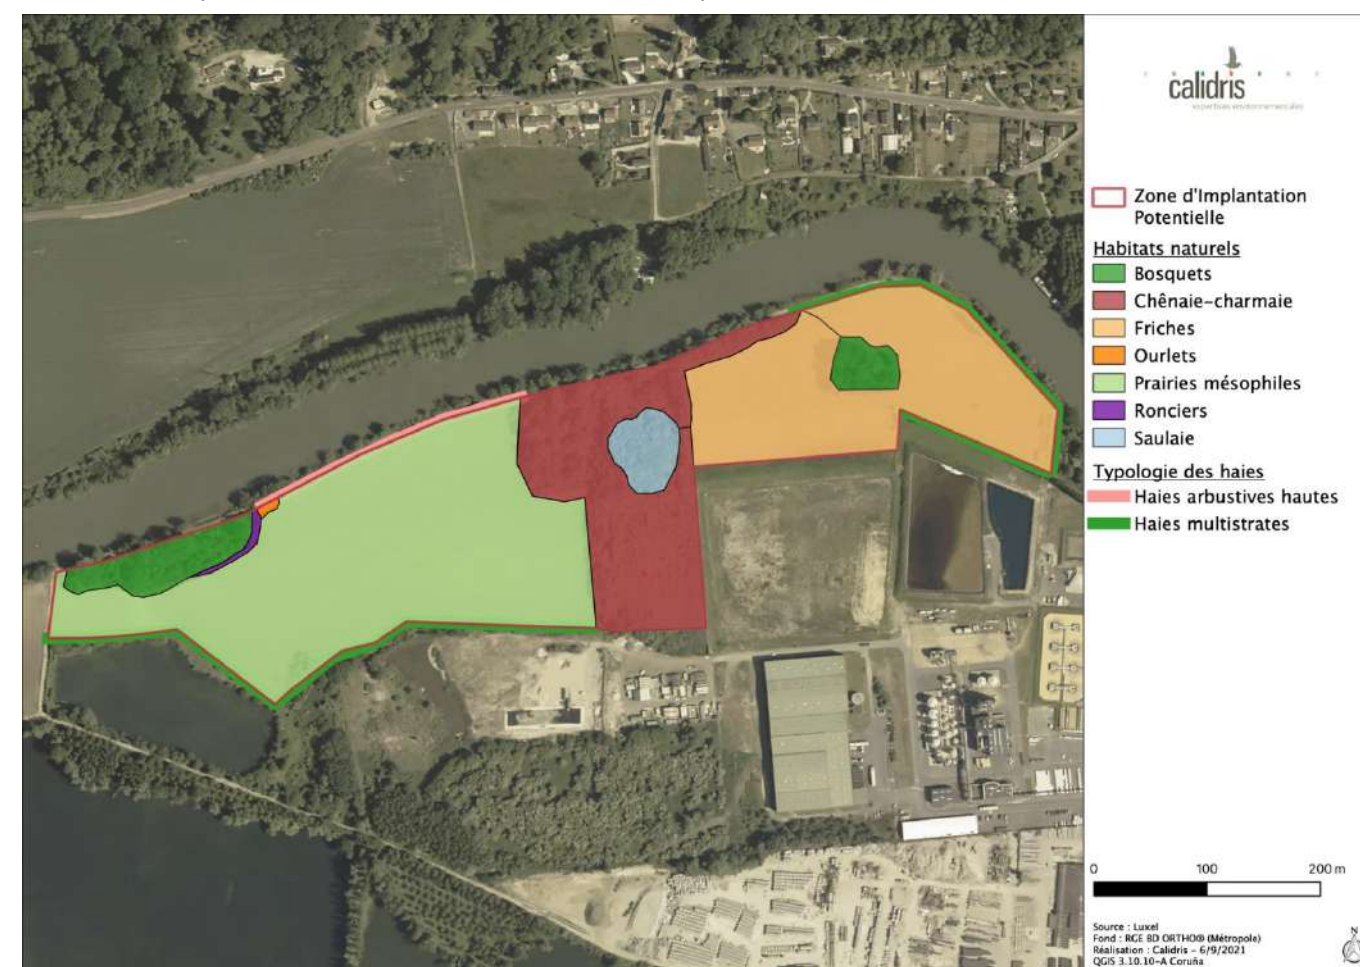 calidris
expertises environnementales
Zone d'Implantation
Potentielle
Habitats naturels
Bosquets
Chênaie-charmaie
Friches
Ourlets
Prairies mésophiles
Ronciers
Saulaie
Typologie des haies
Haies arbustives hautes
Haies multistrates
0 100 200 m
Source : Luxel
Fond : RGE BD ORTHO® (Métropole)
Réalisation : Calidris - 6/9/2021
QGIS 3.10.10-A Coruña
N